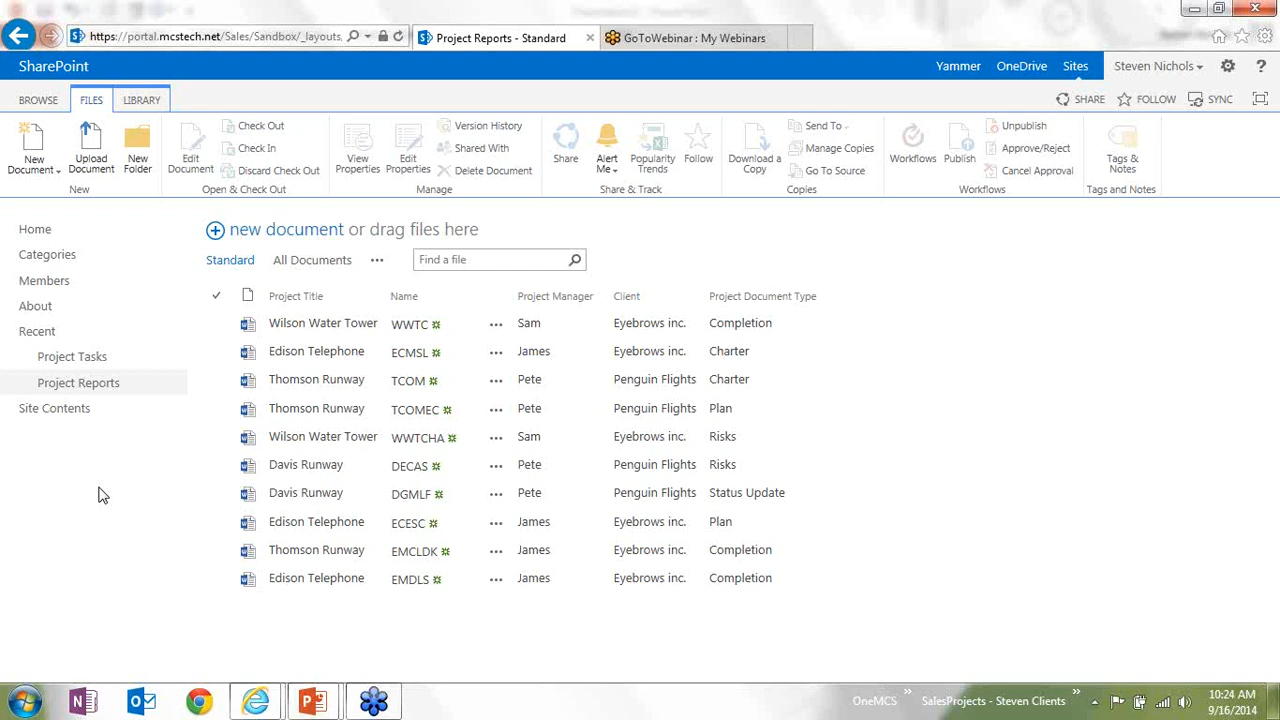 https://portal.mcstech.net/Sales/Sandbox/_layouts,
Project Reports - Standard
GoToWebinar : My Webinars
SharePoint
Yammer OneDrive Sites Steven Nichols ?
BROWSE FILES LIBRARY
SHARE FOLLOW SYNC
New Document
Upload Document
New Folder
New
Edit Document
Check Out
Check In
Discard Check Out
Open & Check Out
View Properties
Edit Properties
Version History
Shared With
Delete Document
Manage
Share
Alert Me
Popularity Trends
Follow
Share & Track
Download a Copy
Send To
Manage Copies
Go To Source
Copies
Workflows
Publish
Unpublish
Approve/Reject
Cancel Approval
Workflows
Tags & Notes
Tags and Notes
Home
Categories
Members
About
Recent
Project Tasks
Project Reports
Site Contents
new document or drag files here
Standard All Documents ••• Find a file
Project Title Name Project Manager Client Project Document Type
Wilson Water Tower WWTC ••• Sam Eyebrows inc. Completion
Edison Telephone ECMSL ••• James Eyebrows inc. Charter
Thomson Runway TCOM ••• Pete Penguin Flights Charter
Thomson Runway TCOMEC ••• Pete Penguin Flights Plan
Wilson Water Tower WWTCHA ••• Sam Eyebrows inc. Risks
Davis Runway DECAS ••• Pete Penguin Flights Risks
Davis Runway DGMLF ••• Pete Penguin Flights Status Update
Edison Telephone ECESC ••• James Eyebrows inc. Plan
Thomson Runway EMCLDK ••• James Eyebrows inc. Completion
Edison Telephone EMDLS ••• James Eyebrows inc. Completion
OneMCS » SalesProjects - Steven Clients »
10:24 AM
9/16/2014